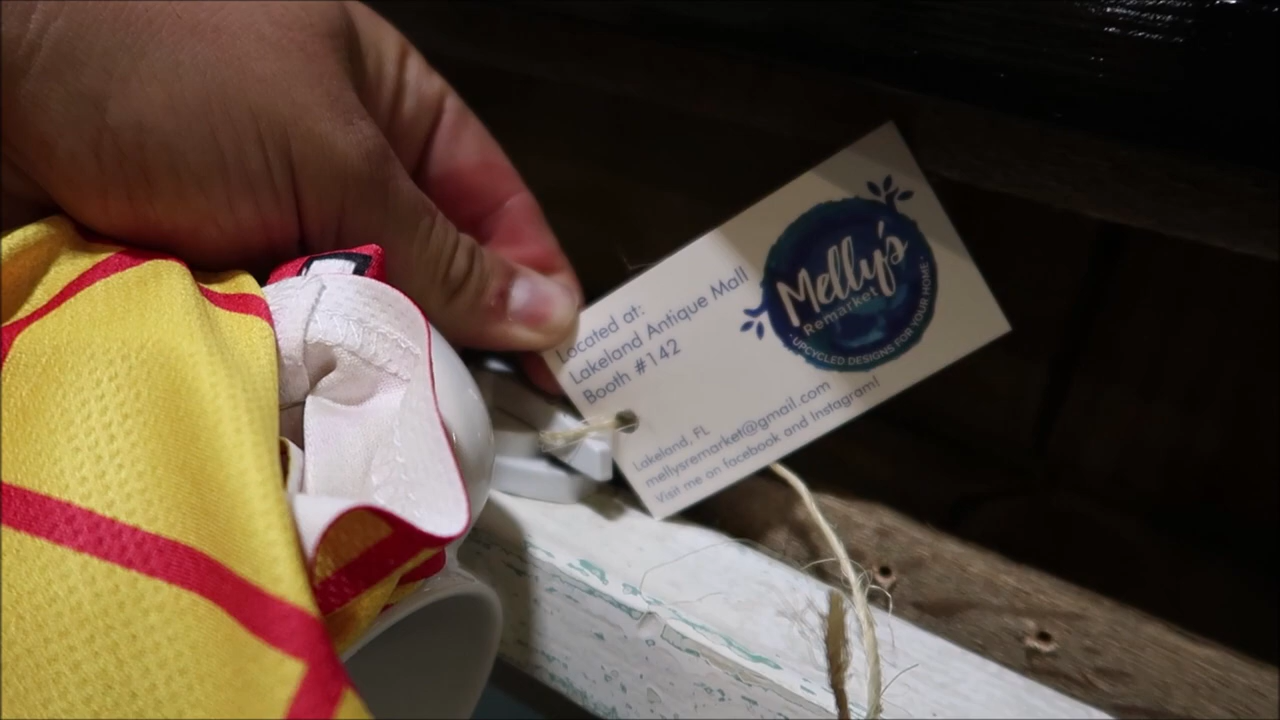 Located at:
Lakeland Antique Mall
Booth #142
Melly's
Remarket
· UPCYCLED DESIGNS FOR YOUR HOME ·
Lakeland, FL
mellysremarket@gmail.com
Visit me on facebook and Instagram!